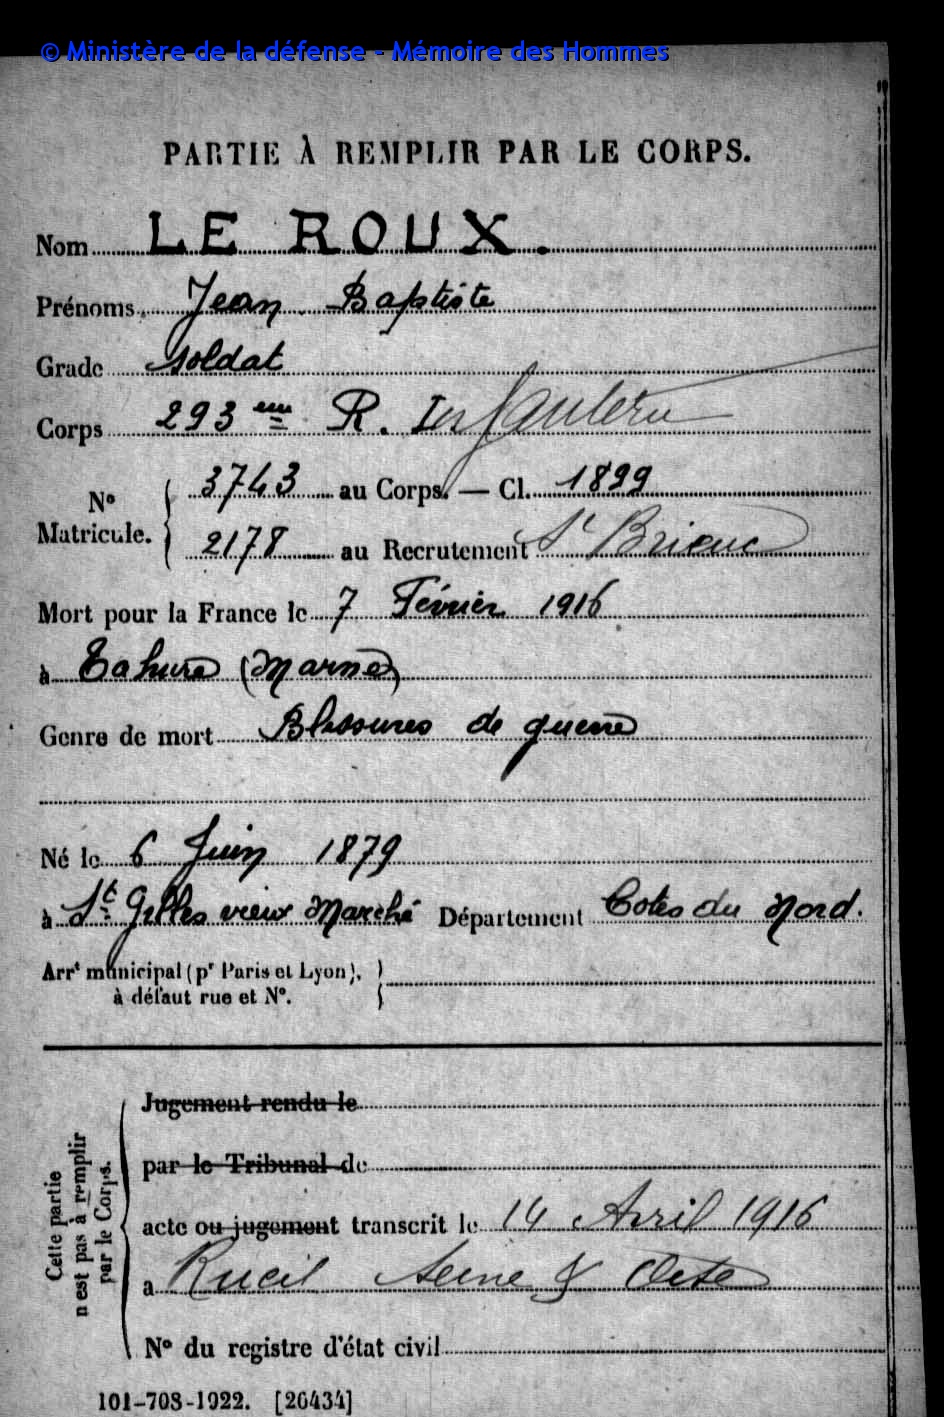 © Ministère de la défense - Mémoire des Hommes
PARTIE À REMPLIR PAR LE CORPS.
Nom LE ROUX.
Prénoms Jean Baptiste
Grade soldat
Corps 293 eme R. Infanterie
N° Matricule. 3743 au Corps. — Cl. 1899
2178 au Recrutement St Brieuc
Mort pour la France le 7 Février 1916
à Tahure (Marne)
Genre de mort Blessures de guerre
Né le 6 Juin 1879
à St Gilles vieux Marché Département Cotes du Nord.
Arrt municipal (pr Paris et Lyon),
à défaut rue et N°.
Cette partie
n'est pas à remplir
par le Corps.
Jugement rendu le
par le Tribunal de
acte ou jugement transcrit le 14 Avril 1916
à Rueil Seine & Oise
N° du registre d'état civil
101-708-1922. [26434]